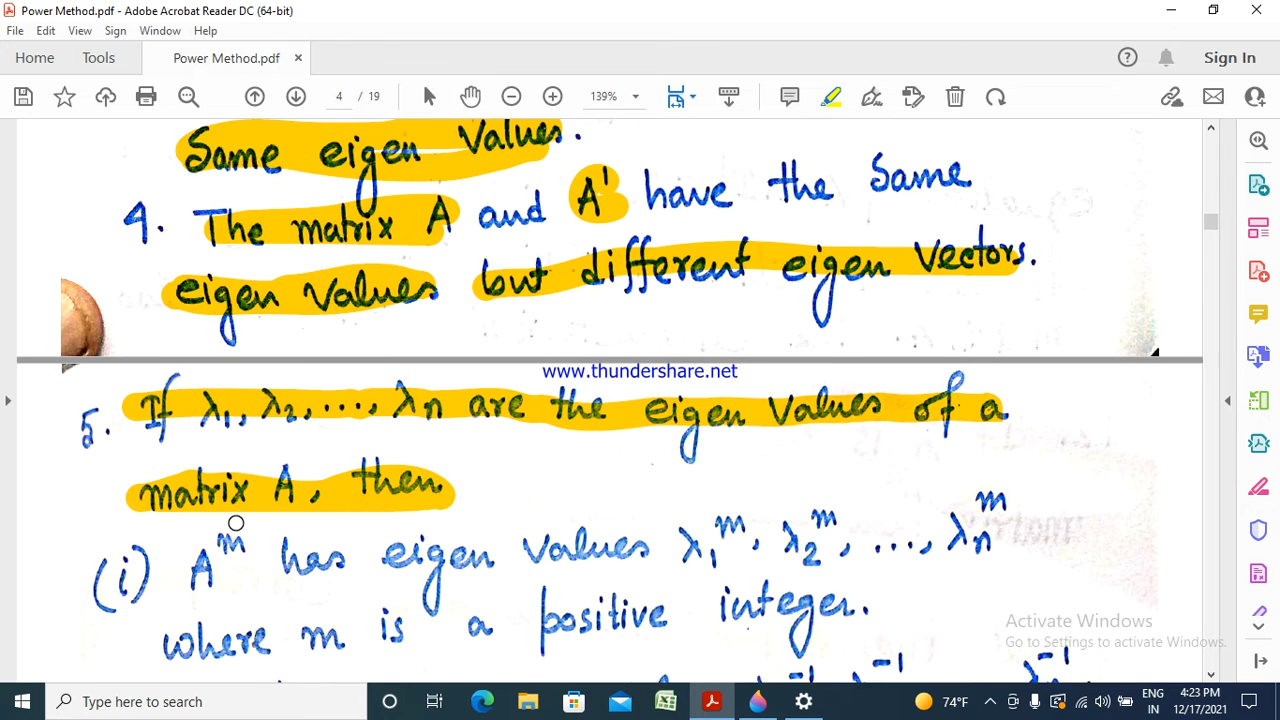 Power Method.pdf - Adobe Acrobat Reader DC (64-bit)
File Edit View Sign Window Help
Home Tools Power Method.pdf × Sign In
4 / 19 139%
Same eigen values.
4. The matrix A and A' have the same
eigen values but different eigen vectors.
www.thundershare.net
5. If λ₁, λ₂, ..., λn are the eigen values of a
matrix A, then
(i) A^m has eigen values λ₁^m, λ₂^m, ..., λn^m
where m is a positive integer.
Activate Windows
Go to Settings to activate Windows.
Type here to search
74°F ENG 4:23 PM
IN 12/17/2021